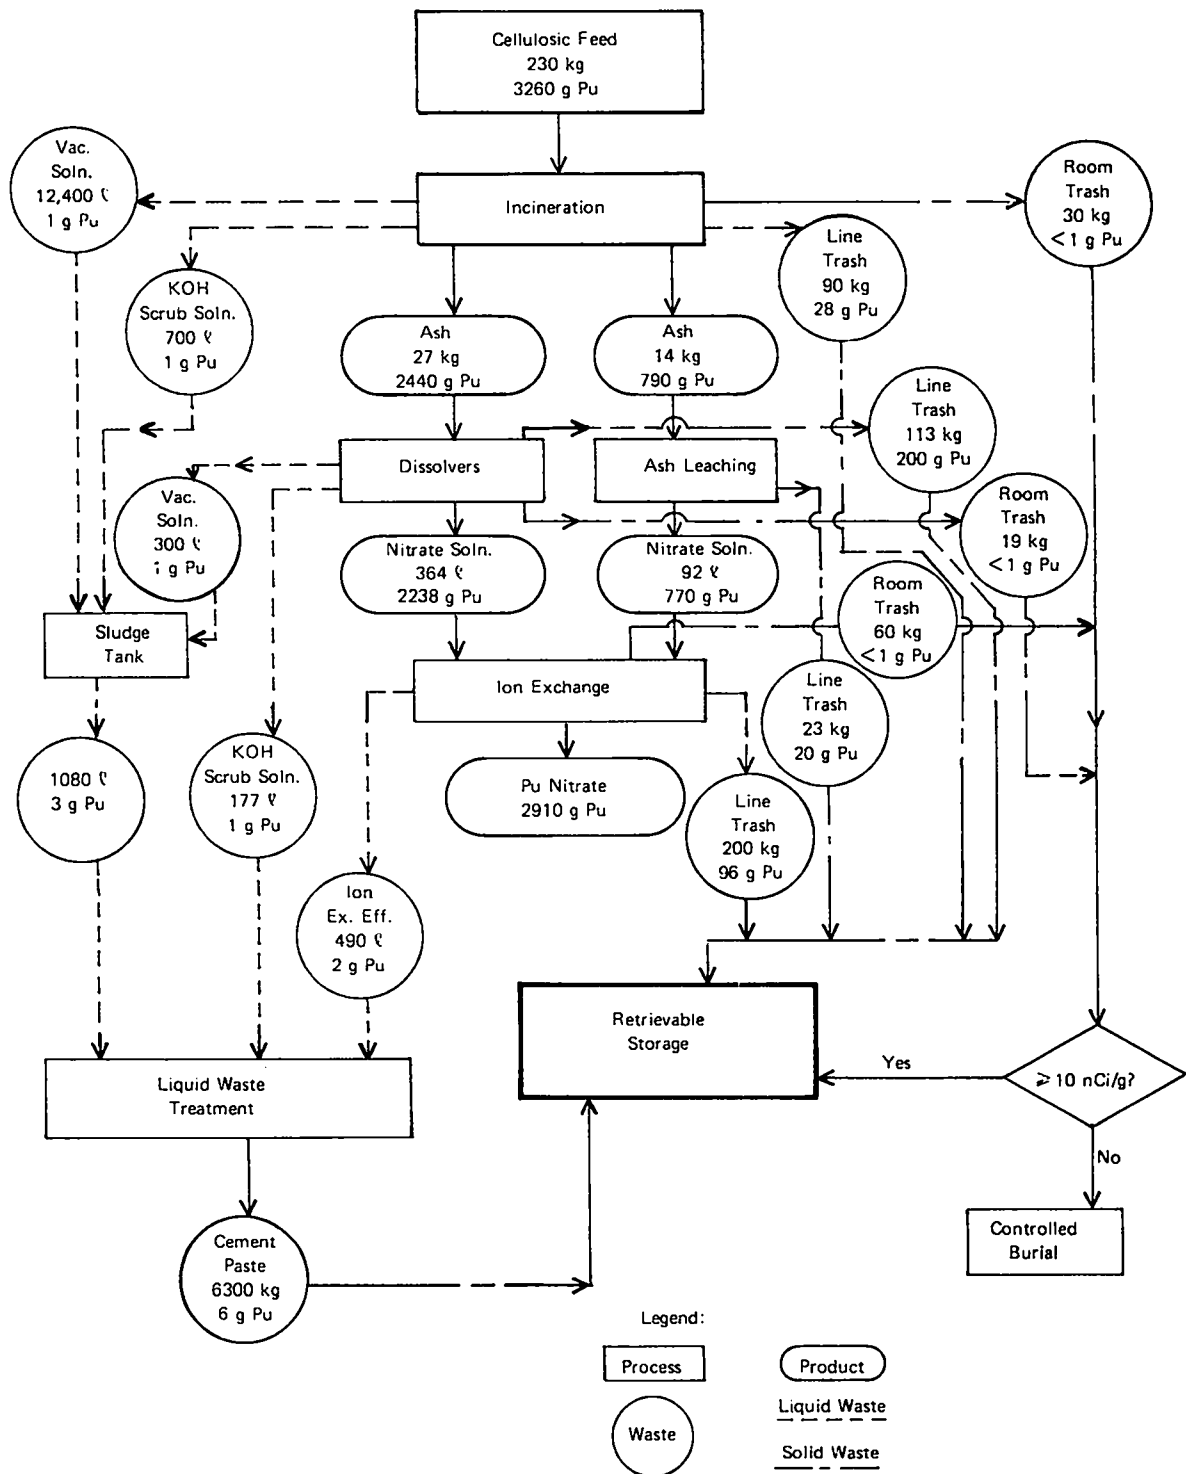 Cellulosic Feed
230 kg
3260 g Pu
Vac.
Soln.
12,400 ℓ
1 g Pu
Incineration
Room
Trash
30 kg
< 1 g Pu
KOH
Scrub Soln.
700 ℓ
1 g Pu
Line
Trash
90 kg
28 g Pu
Ash
27 kg
2440 g Pu
Ash
14 kg
790 g Pu
Line
Trash
113 kg
200 g Pu
Dissolvers
Ash Leaching
Vac.
Soln.
300 ℓ
1 g Pu
Room
Trash
19 kg
< 1 g Pu
Nitrate Soln.
364 ℓ
2238 g Pu
Nitrate Soln.
92 ℓ
770 g Pu
Room
Trash
60 kg
< 1 g Pu
Sludge
Tank
Ion Exchange
Line
Trash
23 kg
20 g Pu
1080 ℓ
3 g Pu
KOH
Scrub Soln.
177 ℓ
1 g Pu
Pu Nitrate
2910 g Pu
Line
Trash
200 kg
96 g Pu
Ion
Ex. Eff.
490 ℓ
2 g Pu
Retrievable
Storage
Yes
⩾ 10 nCi/g?
Liquid Waste
Treatment
No
Controlled
Burial
Cement
Paste
6300 kg
6 g Pu
Legend:
Process
Product
Waste
Liquid Waste
Solid Waste